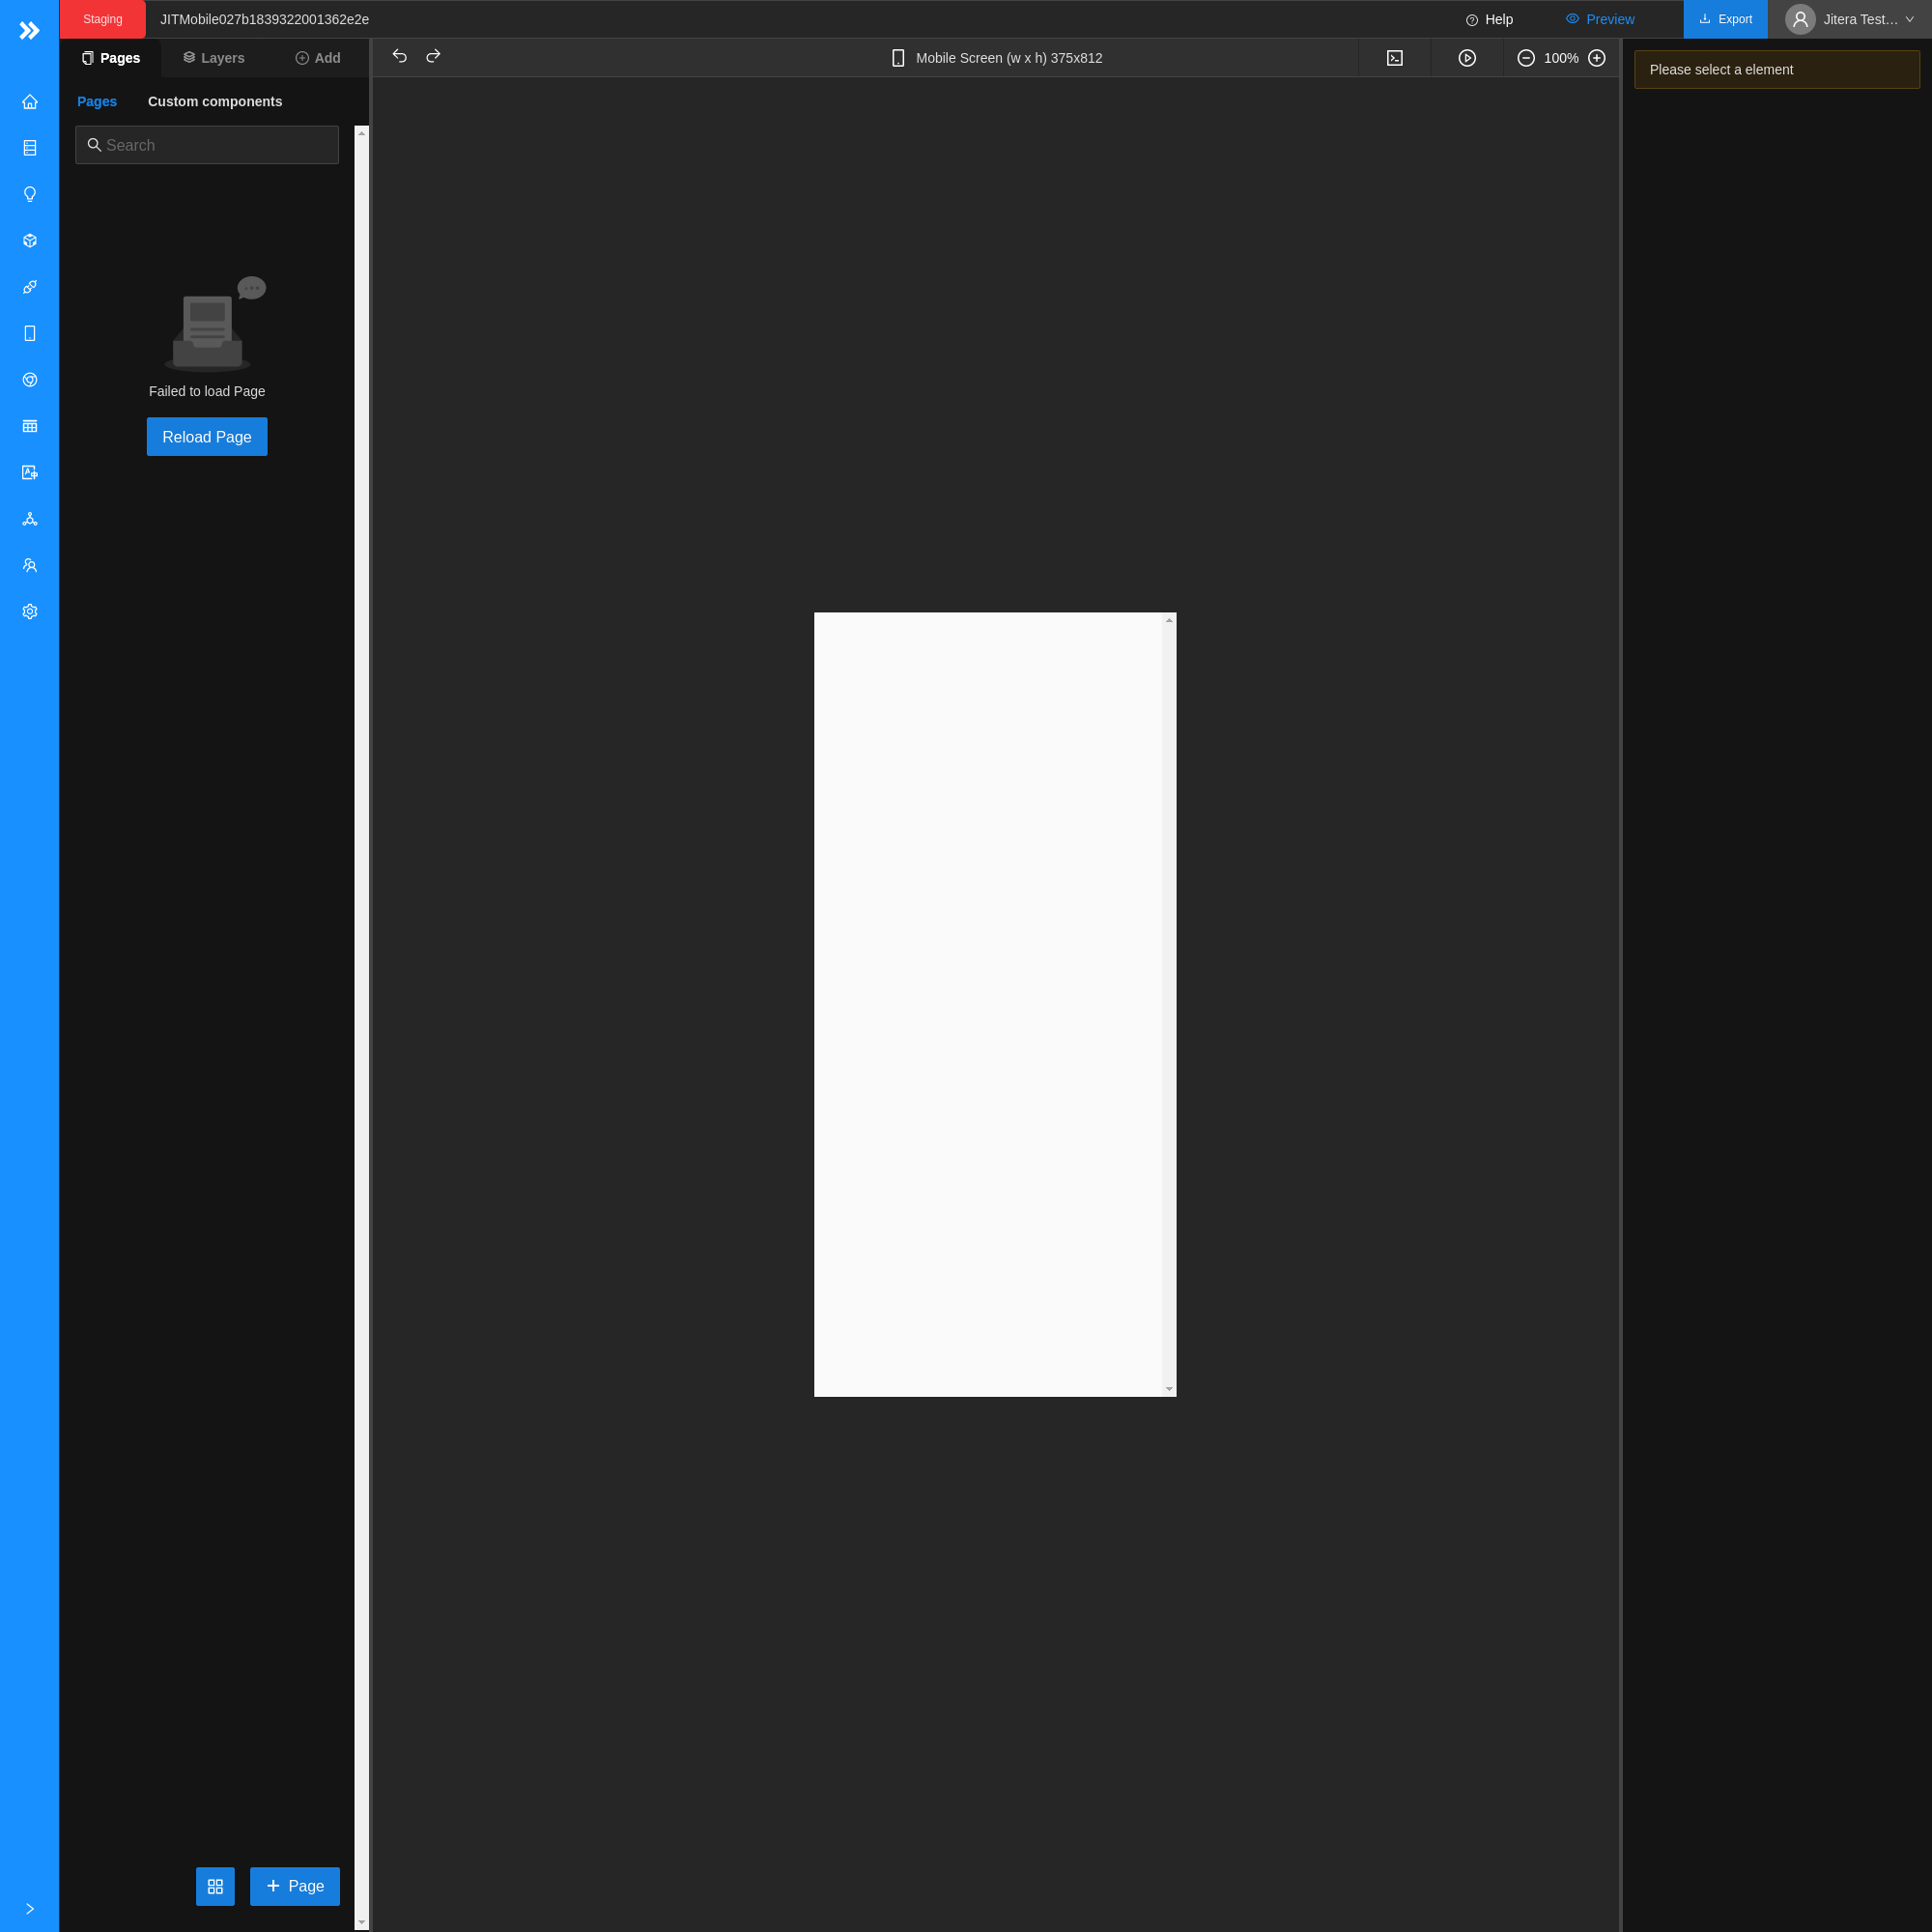 Staging
JITMobile027b1839322001362e2e
Help
Preview
Export
Jitera Test…
Pages
Layers
Add
Mobile Screen (w x h) 375x812
100%
Please select a element
Pages
Custom components
Search
Failed to load Page
Reload Page
Page